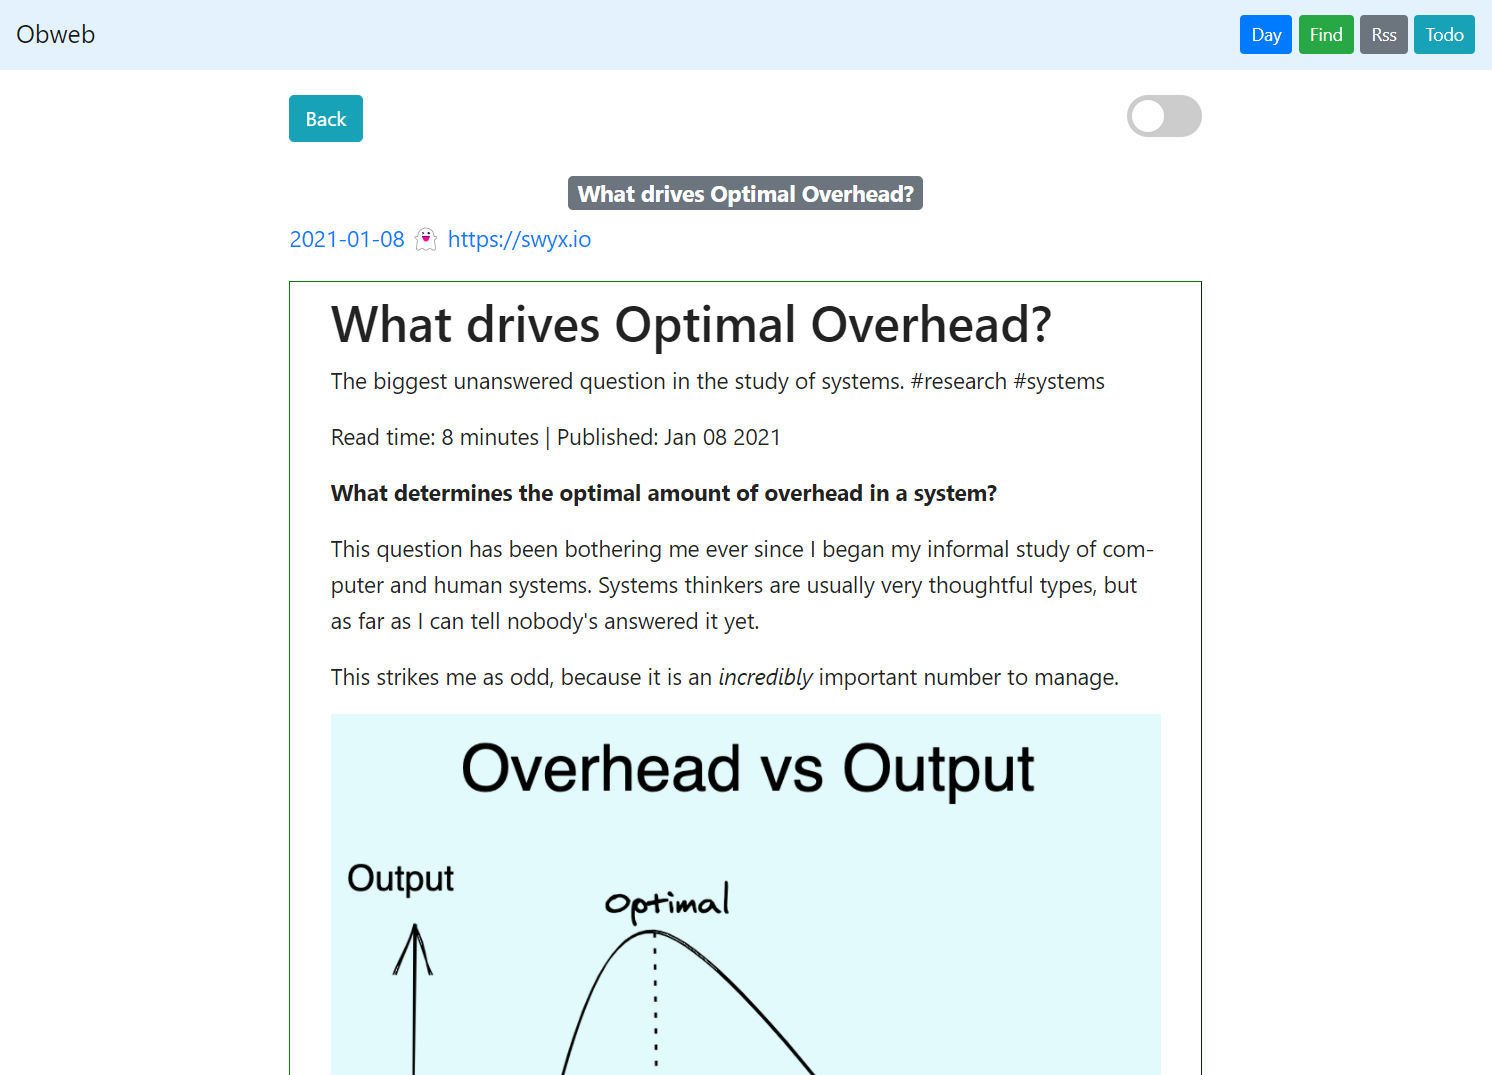 Obweb
Day Find Rss Todo
Back
What drives Optimal Overhead?
2021-01-08 👻 https://swyx.io
What drives Optimal Overhead?
The biggest unanswered question in the study of systems. #research #systems
Read time: 8 minutes | Published: Jan 08 2021
What determines the optimal amount of overhead in a system?
This question has been bothering me ever since I began my informal study of com-
puter and human systems. Systems thinkers are usually very thoughtful types, but
as far as I can tell nobody's answered it yet.
This strikes me as odd, because it is an incredibly important number to manage.
Overhead vs Output
Output
Optimal